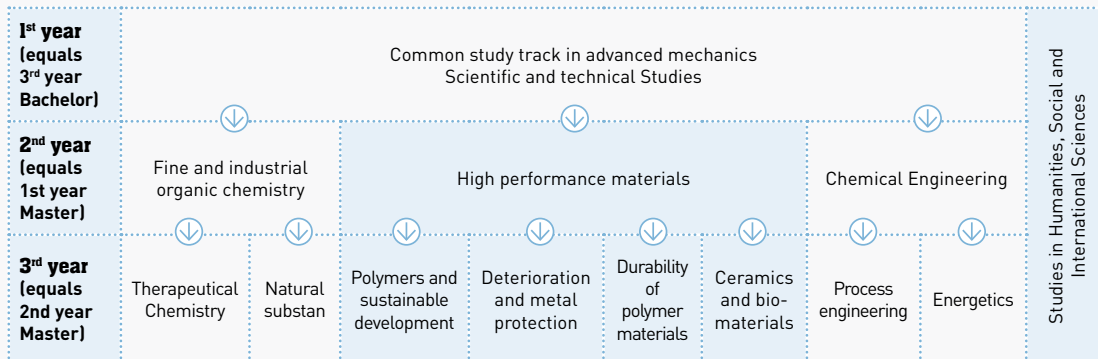 1st year
(equals
3rd year
Bachelor)
Common study track in advanced mechanics
Scientific and technical Studies
2nd year
(equals
1st year
Master)
Fine and industrial
organic chemistry
High performance materials
Chemical Engineering
3rd year
(equals
2nd year
Master)
Therapeutical
Chemistry
Natural
substan
Polymers and
sustainable
development
Deterioration
and metal
protection
Durability
of
polymer
materials
Ceramics
and bio-
materials
Process
engineering
Energetics
Studies in Humanities, Social and
International Sciences